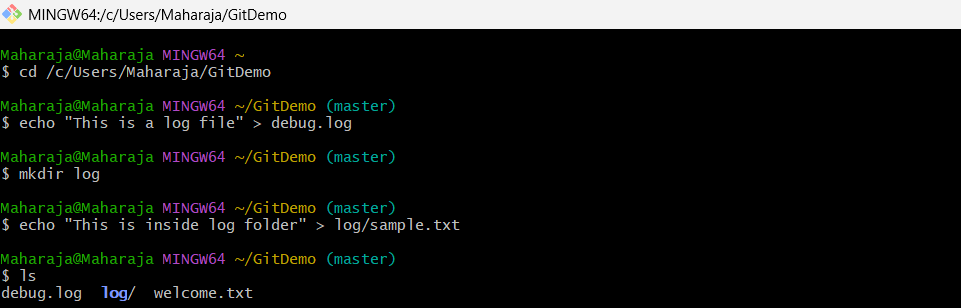 MINGW64:/c/Users/Maharaja/GitDemo
Maharaja@Maharaja MINGW64 ~
$ cd /c/Users/Maharaja/GitDemo
Maharaja@Maharaja MINGW64 ~/GitDemo (master)
$ echo "This is a log file" > debug.log
Maharaja@Maharaja MINGW64 ~/GitDemo (master)
$ mkdir log
Maharaja@Maharaja MINGW64 ~/GitDemo (master)
$ echo "This is inside log folder" > log/sample.txt
Maharaja@Maharaja MINGW64 ~/GitDemo (master)
$ ls
debug.log  log/  welcome.txt